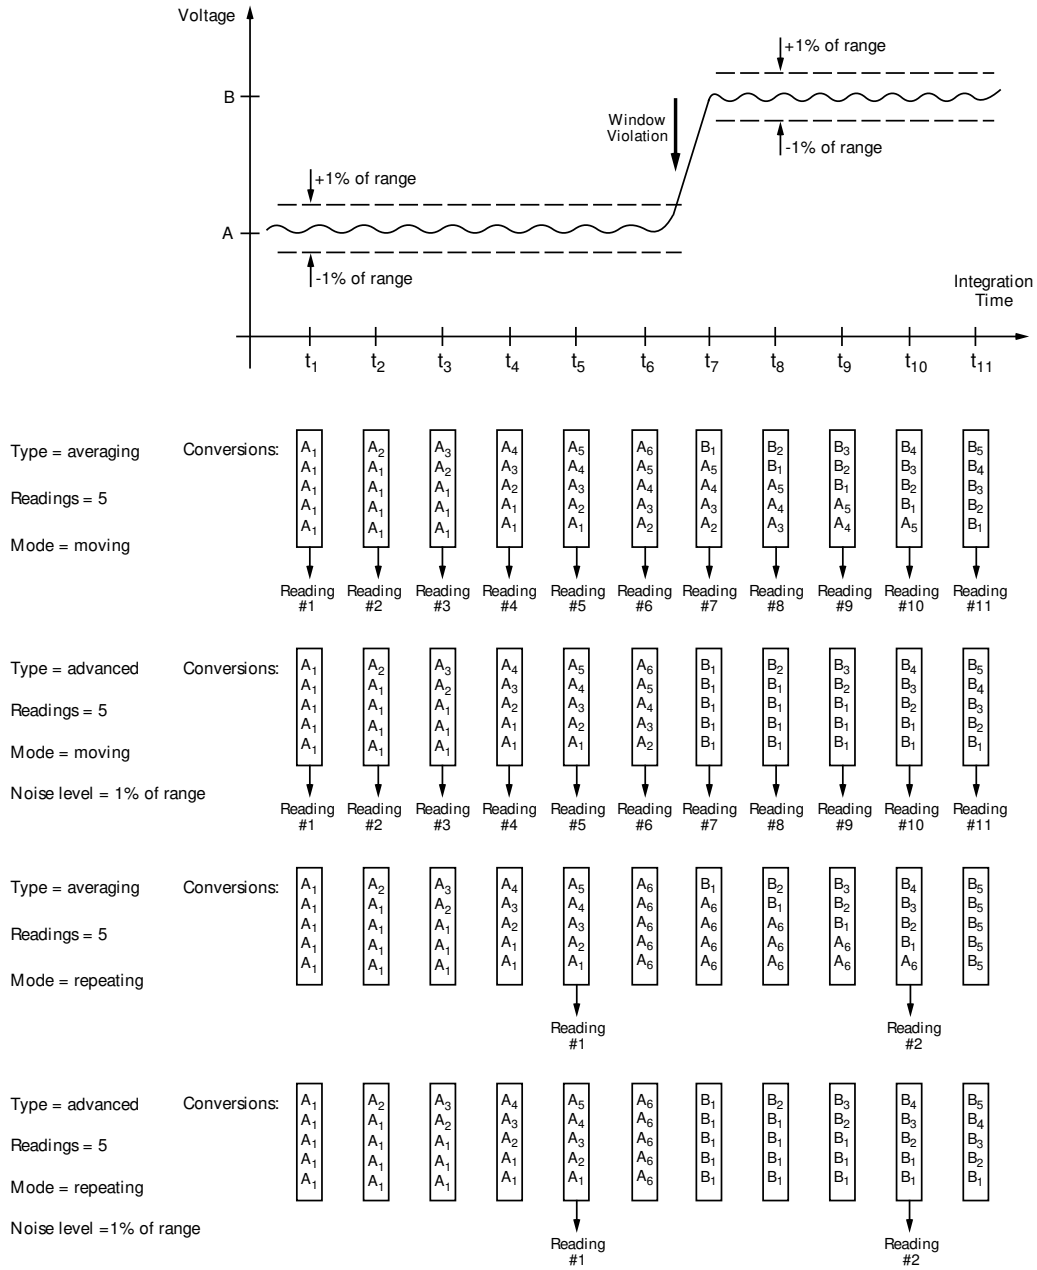 Voltage
+1% of range
B
Window
Violation
-1% of range
+1% of range
A
-1% of range
Integration
Time
t1 t2 t3 t4 t5 t6 t7 t8 t9 t10 t11
Type = averaging
Readings = 5
Mode = moving
Conversions:
A1 A2 A3 A4 A5 A6 B1 B2 B3 B4 B5
A1 A1 A2 A3 A4 A5 A5 B1 B2 B3 B4
A1 A1 A1 A2 A3 A4 A4 A5 B1 B2 B3
A1 A1 A1 A1 A2 A3 A3 A4 A5 B1 B2
A1 A1 A1 A1 A1 A2 A2 A3 A4 A5 B1
Reading Reading Reading Reading Reading Reading Reading Reading Reading Reading Reading
#1 #2 #3 #4 #5 #6 #7 #8 #9 #10 #11
Type = advanced
Readings = 5
Mode = moving
Noise level = 1% of range
Conversions:
A1 A2 A3 A4 A5 A6 B1 B2 B3 B4 B5
A1 A1 A2 A3 A4 A5 B1 B1 B2 B3 B4
A1 A1 A1 A2 A3 A4 B1 B1 B1 B2 B3
A1 A1 A1 A1 A2 A3 B1 B1 B1 B1 B2
A1 A1 A1 A1 A1 A2 B1 B1 B1 B1 B1
Reading Reading Reading Reading Reading Reading Reading Reading Reading Reading Reading
#1 #2 #3 #4 #5 #6 #7 #8 #9 #10 #11
Type = averaging
Readings = 5
Mode = repeating
Conversions:
A1 A2 A3 A4 A5 A6 B1 B2 B3 B4 B5
A1 A1 A2 A3 A4 A6 A6 B1 B2 B3 B5
A1 A1 A1 A2 A3 A6 A6 A6 B1 B2 B5
A1 A1 A1 A1 A2 A6 A6 A6 A6 B1 B5
A1 A1 A1 A1 A1 A6 A6 A6 A6 A6 B5
Reading Reading
#1 #2
Type = advanced
Readings = 5
Mode = repeating
Noise level =1% of range
Conversions:
A1 A2 A3 A4 A5 A6 B1 B2 B3 B4 B5
A1 A1 A2 A3 A4 A6 B1 B1 B2 B3 B4
A1 A1 A1 A2 A3 A6 B1 B1 B1 B2 B3
A1 A1 A1 A1 A2 A6 B1 B1 B1 B1 B2
A1 A1 A1 A1 A1 A6 B1 B1 B1 B1 B1
Reading Reading
#1 #2